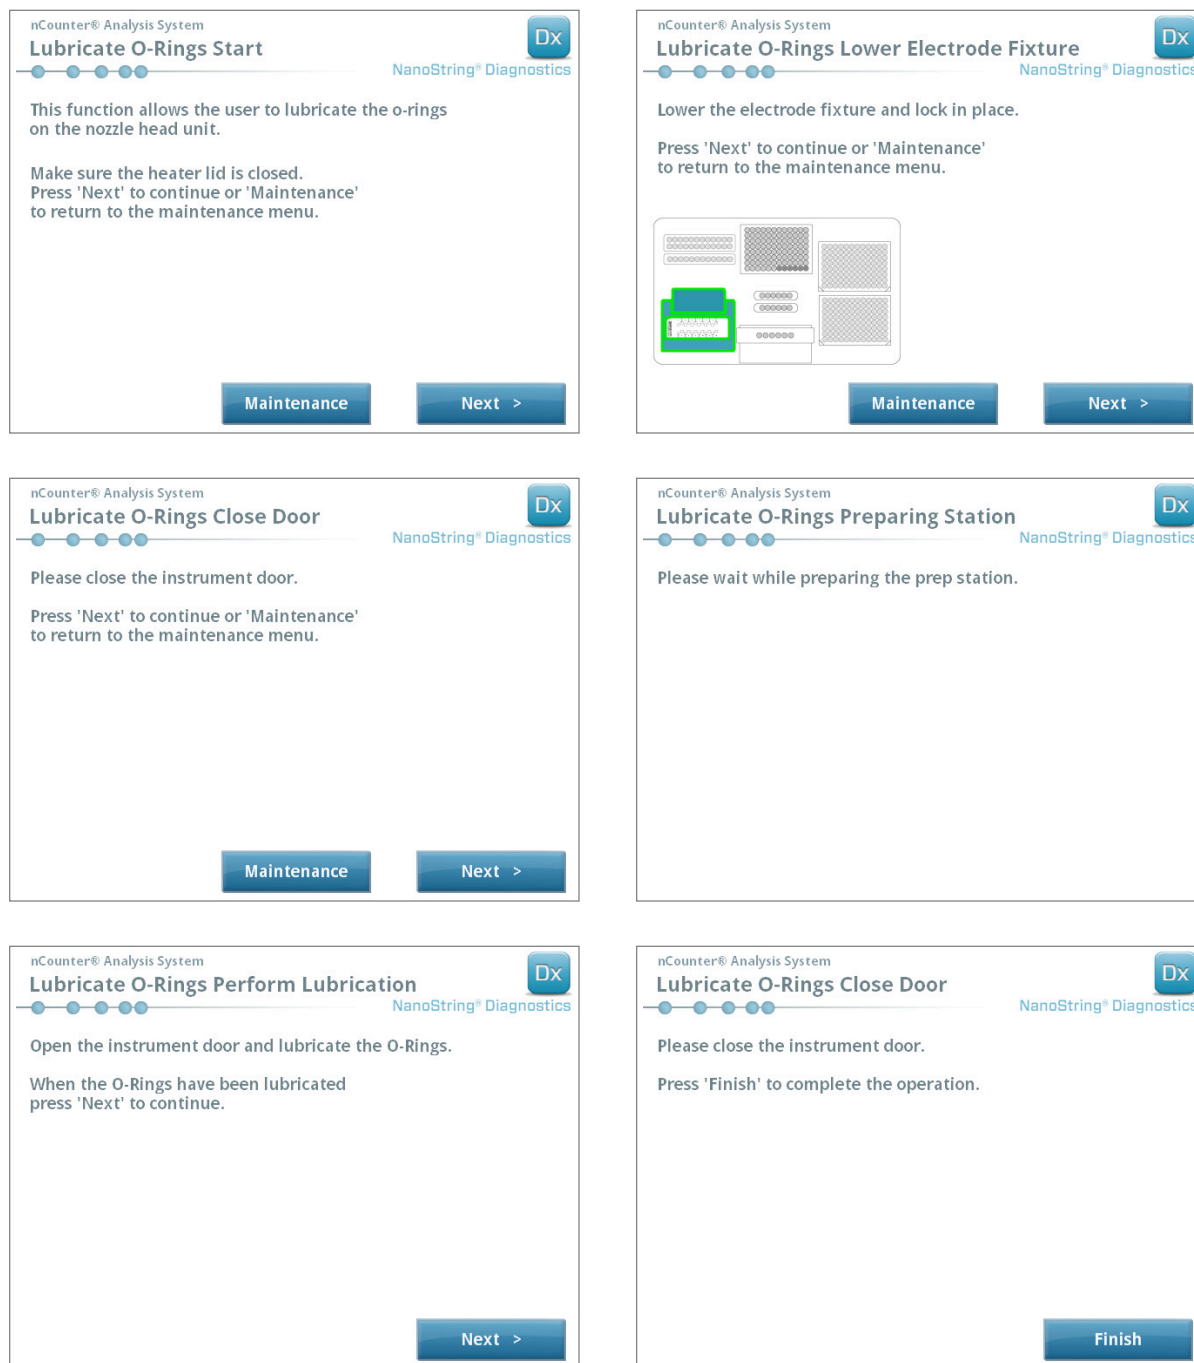 nCounter® Analysis System
Lubricate O-Rings Start
Dx
NanoString® Diagnostics
This function allows the user to lubricate the o-rings
on the nozzle head unit.
Make sure the heater lid is closed.
Press 'Next' to continue or 'Maintenance'
to return to the maintenance menu.
Maintenance
Next >
nCounter® Analysis System
Lubricate O-Rings Lower Electrode Fixture
Dx
NanoString® Diagnostics
Lower the electrode fixture and lock in place.
Press 'Next' to continue or 'Maintenance'
to return to the maintenance menu.
Maintenance
Next >
nCounter® Analysis System
Lubricate O-Rings Close Door
Dx
NanoString® Diagnostics
Please close the instrument door.
Press 'Next' to continue or 'Maintenance'
to return to the maintenance menu.
Maintenance
Next >
nCounter® Analysis System
Lubricate O-Rings Preparing Station
Dx
NanoString® Diagnostics
Please wait while preparing the prep station.
nCounter® Analysis System
Lubricate O-Rings Perform Lubrication
Dx
NanoString® Diagnostics
Open the instrument door and lubricate the O-Rings.
When the O-Rings have been lubricated
press 'Next' to continue.
Next >
nCounter® Analysis System
Lubricate O-Rings Close Door
Dx
NanoString® Diagnostics
Please close the instrument door.
Press 'Finish' to complete the operation.
Finish